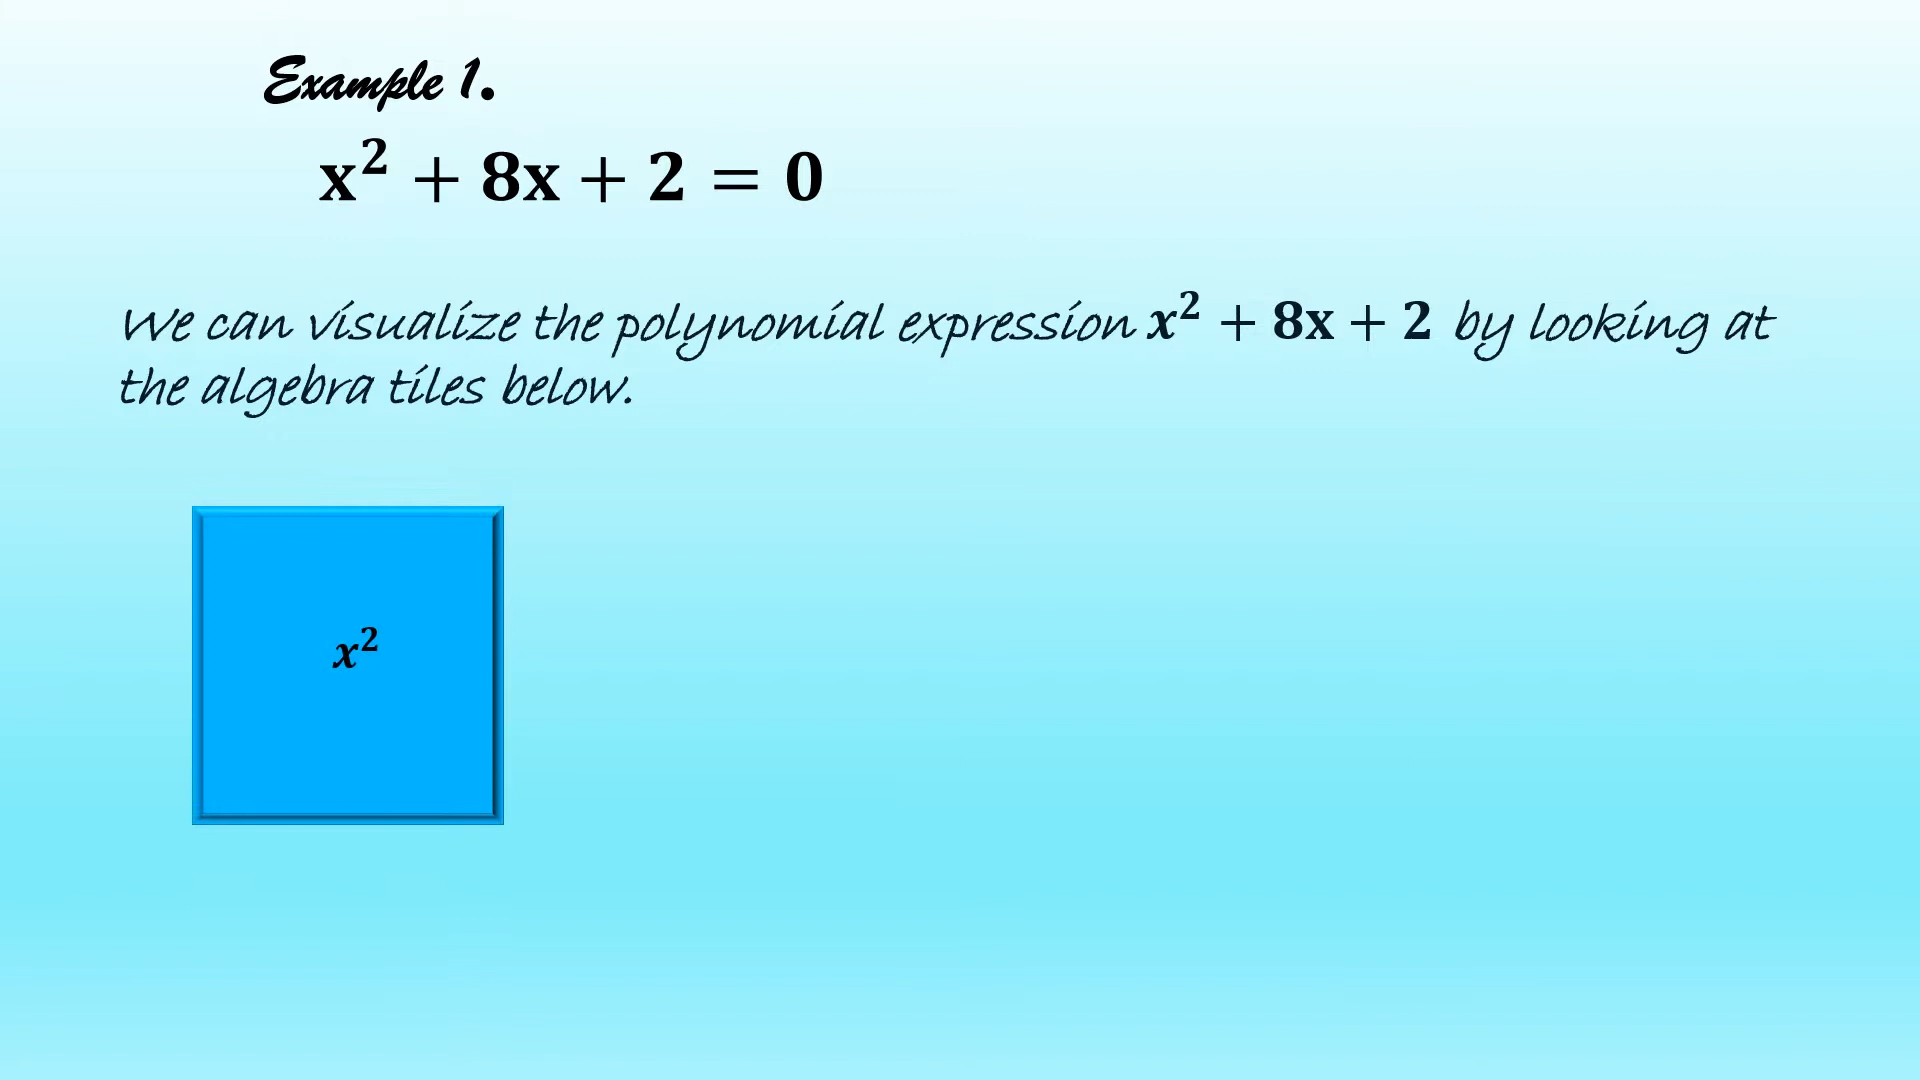 Example 1.
x² + 8x + 2 = 0
We can visualize the polynomial expression x² + 8x + 2 by looking at
the algebra tiles below.
x²